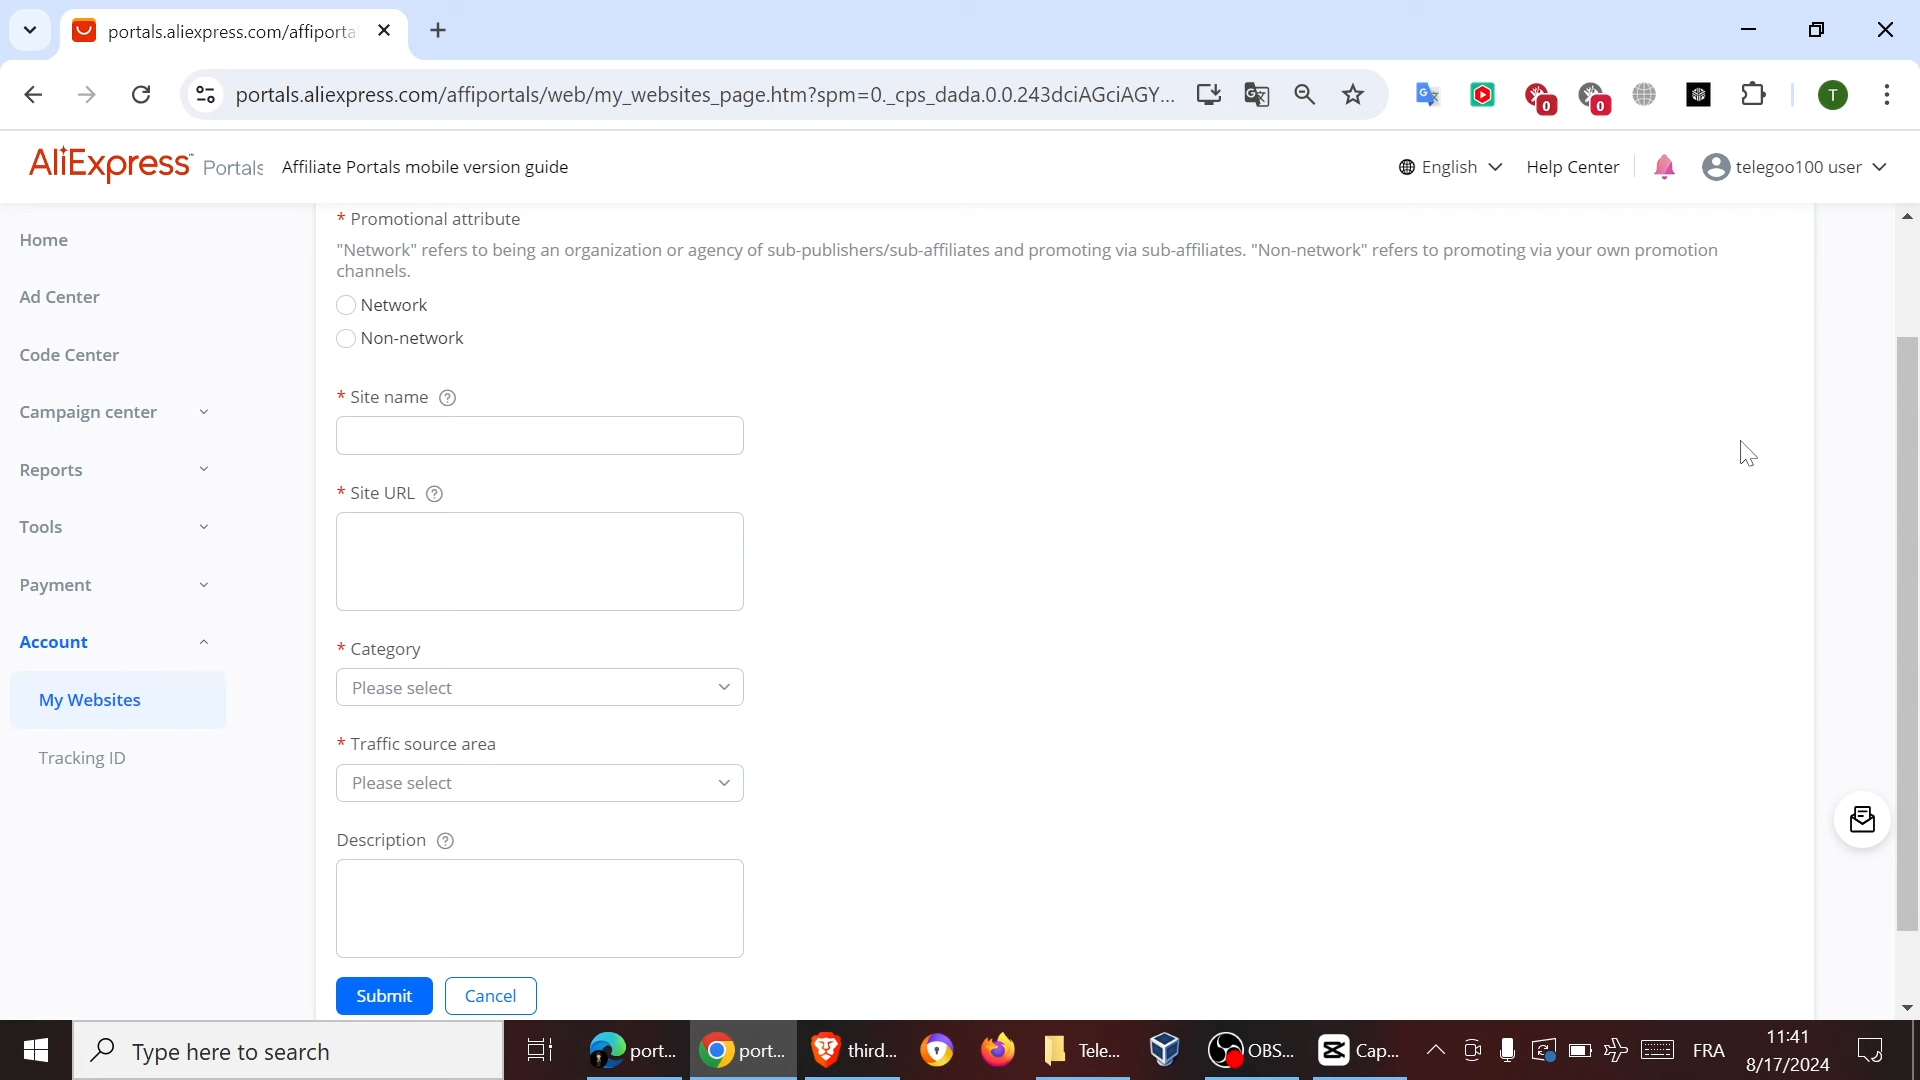 portals.aliexpress.com/affiporta
portals.aliexpress.com/affiportals/web/my_websites_page.htm?spm=0._cps_dada.0.0.243dciAGciAGY...
0
0
T
AliExpress Portals Affiliate Portals mobile version guide
English
Help Center
telegoo100 user
Home
Ad Center
Code Center
Campaign center
Reports
Tools
Payment
Account
My Websites
Tracking ID
* Promotional attribute
"Network" refers to being an organization or agency of sub-publishers/sub-affiliates and promoting via sub-affiliates. "Non-network" refers to promoting via your own promotion
channels.
Network
Non-network
* Site name ?
* Site URL ?
* Category
Please select
* Traffic source area
Please select
Description ?
Submit
Cancel
Type here to search
port...
port...
third...
Tele...
OBS...
Cap...
FRA
11:41
8/17/2024